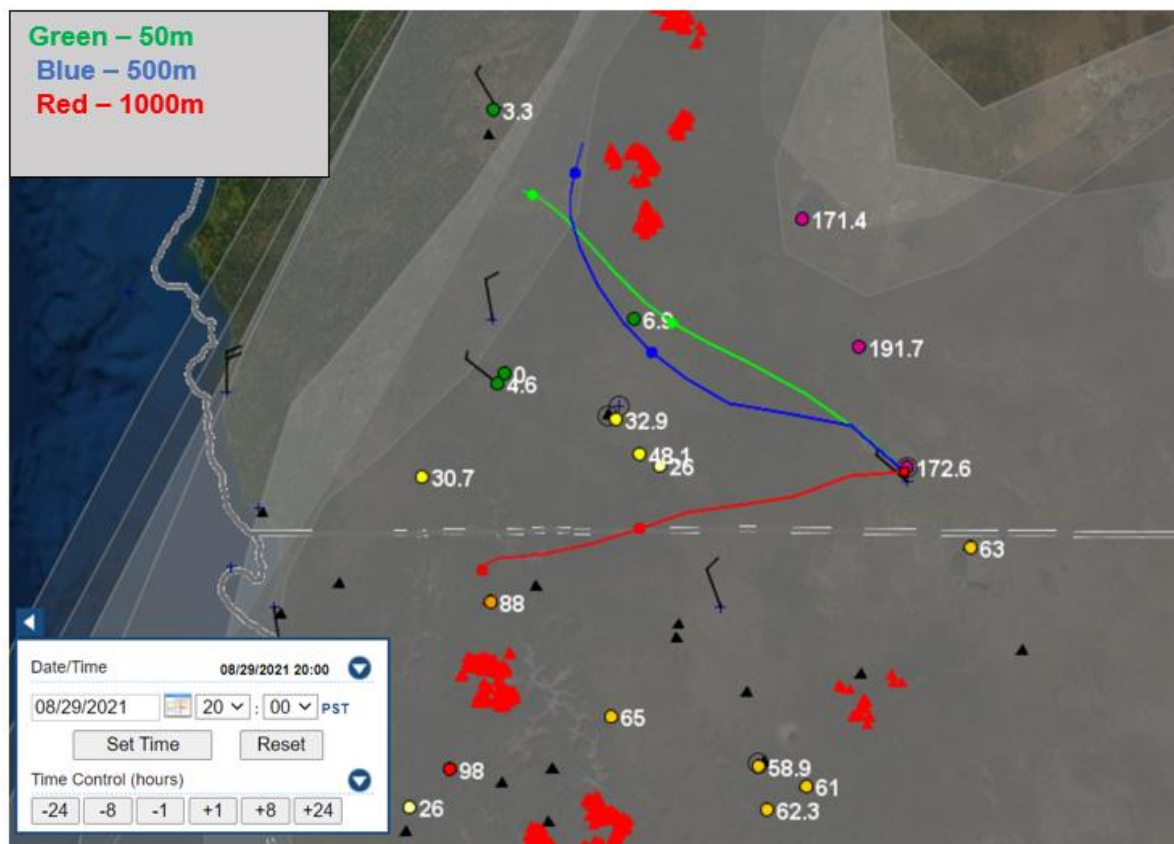 Green – 50m
Blue – 500m
Red – 1000m
3.3
171.4
6.9
191.7
0
4.6
32.9
48.1
26
172.6
30.7
63
88
65
98
58.9
61
62.3
26
Date/Time 08/29/2021 20:00
08/29/2021 20 : 00 PST
Set Time Reset
Time Control (hours)
-24 -8 -1 +1 +8 +24